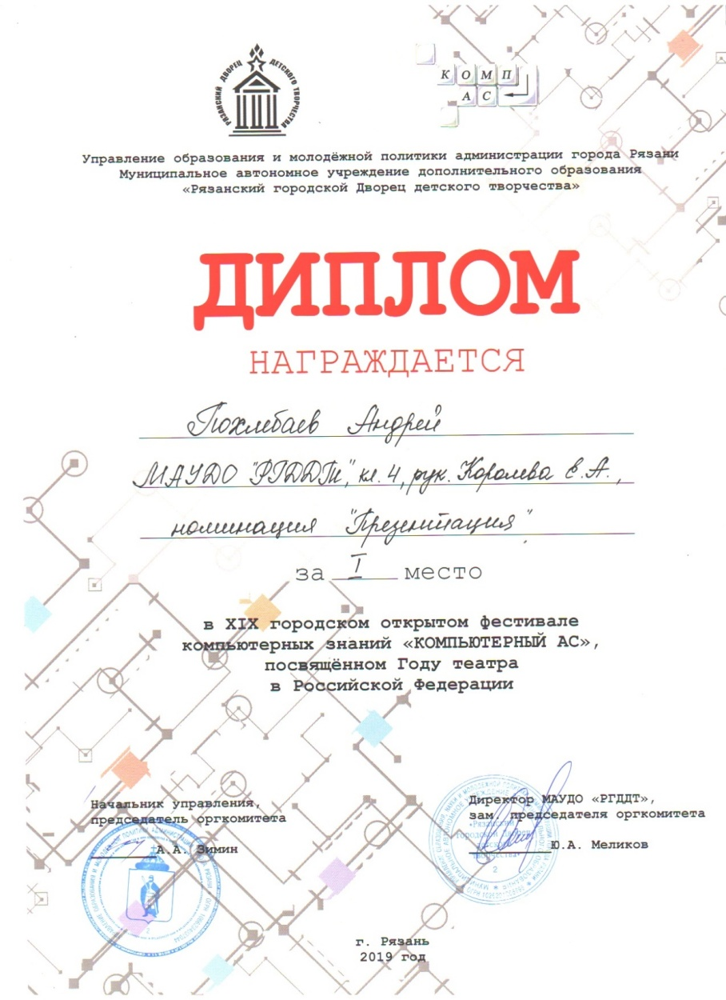 РЯЗАНСКИЙ ДВОРЕЦ ДЕТСКОГО ТВОРЧЕСТВА
КОМП
АС
Управление образования и молодёжной политики администрации города Рязани
Муниципальное автономное учреждение дополнительного образования
«Рязанский городской Дворец детского творчества»
ДИПЛОМ
НАГРАЖДАЕТСЯ
Похлебаев Андрей
МАУДО "РГДДТ", кл. 4, рук. Королева Е.А.,
номинация "Презентация"
за I место
в XIX городском открытом фестивале
компьютерных знаний «КОМПЬЮТЕРНЫЙ АС»,
посвящённом Году театра
в Российской Федерации
Начальник управления,
председатель оргкомитета
А.А. Зимин
Директор МАУДО «РГДДТ»,
зам. председателя оргкомитета
Ю.А. Меликов
г. Рязань
2019 год